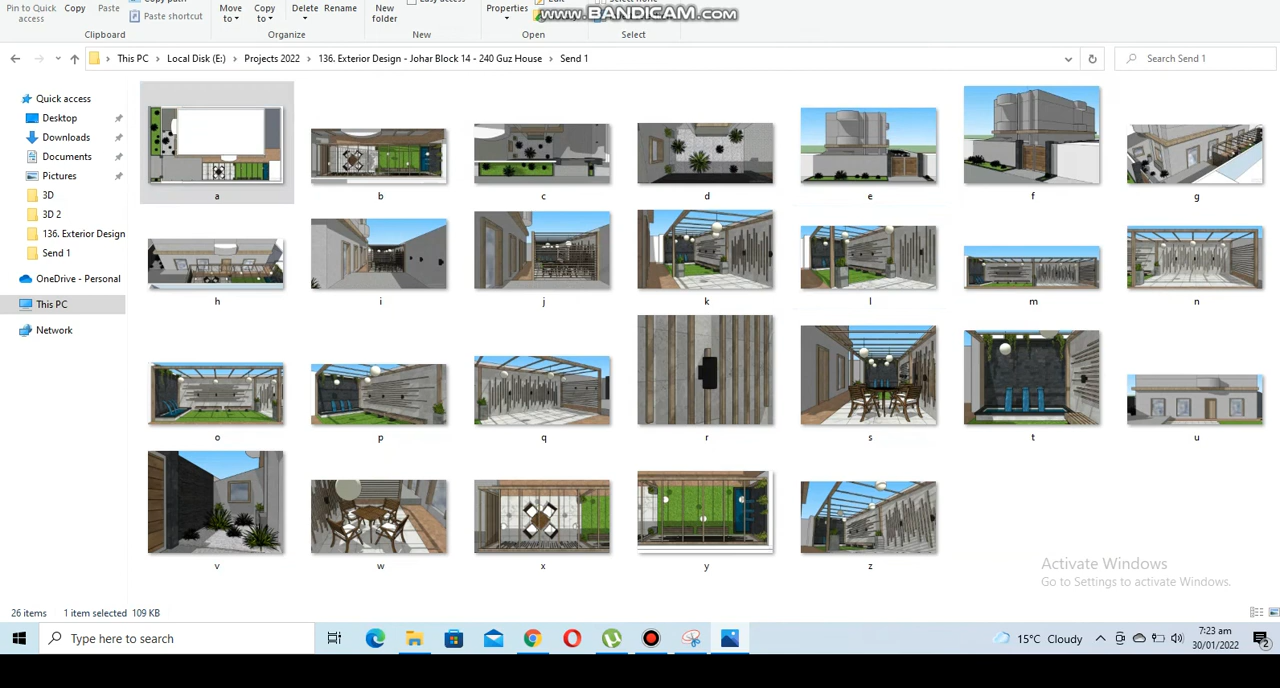 Pin to Quick access
Copy
Paste
Paste shortcut
Move to
Copy to
Delete
Rename
New folder
Properties
www.BANDICAM.com
Clipboard
Organize
New
Open
Select
This PC
Local Disk (E:)
Projects 2022
136. Exterior Design - Johar Block 14 - 240 Guz House
Send 1
Search Send 1
Quick access
Desktop
Downloads
Documents
Pictures
3D
3D 2
136. Exterior Design
Send 1
OneDrive - Personal
This PC
Network
a
b
c
d
e
f
g
h
i
j
k
l
m
n
o
p
q
r
s
t
u
v
w
x
y
z
Activate Windows
Go to Settings to activate Windows.
26 items
1 item selected 109 KB
Type here to search
15°C Cloudy
7:23 am
30/01/2022
2